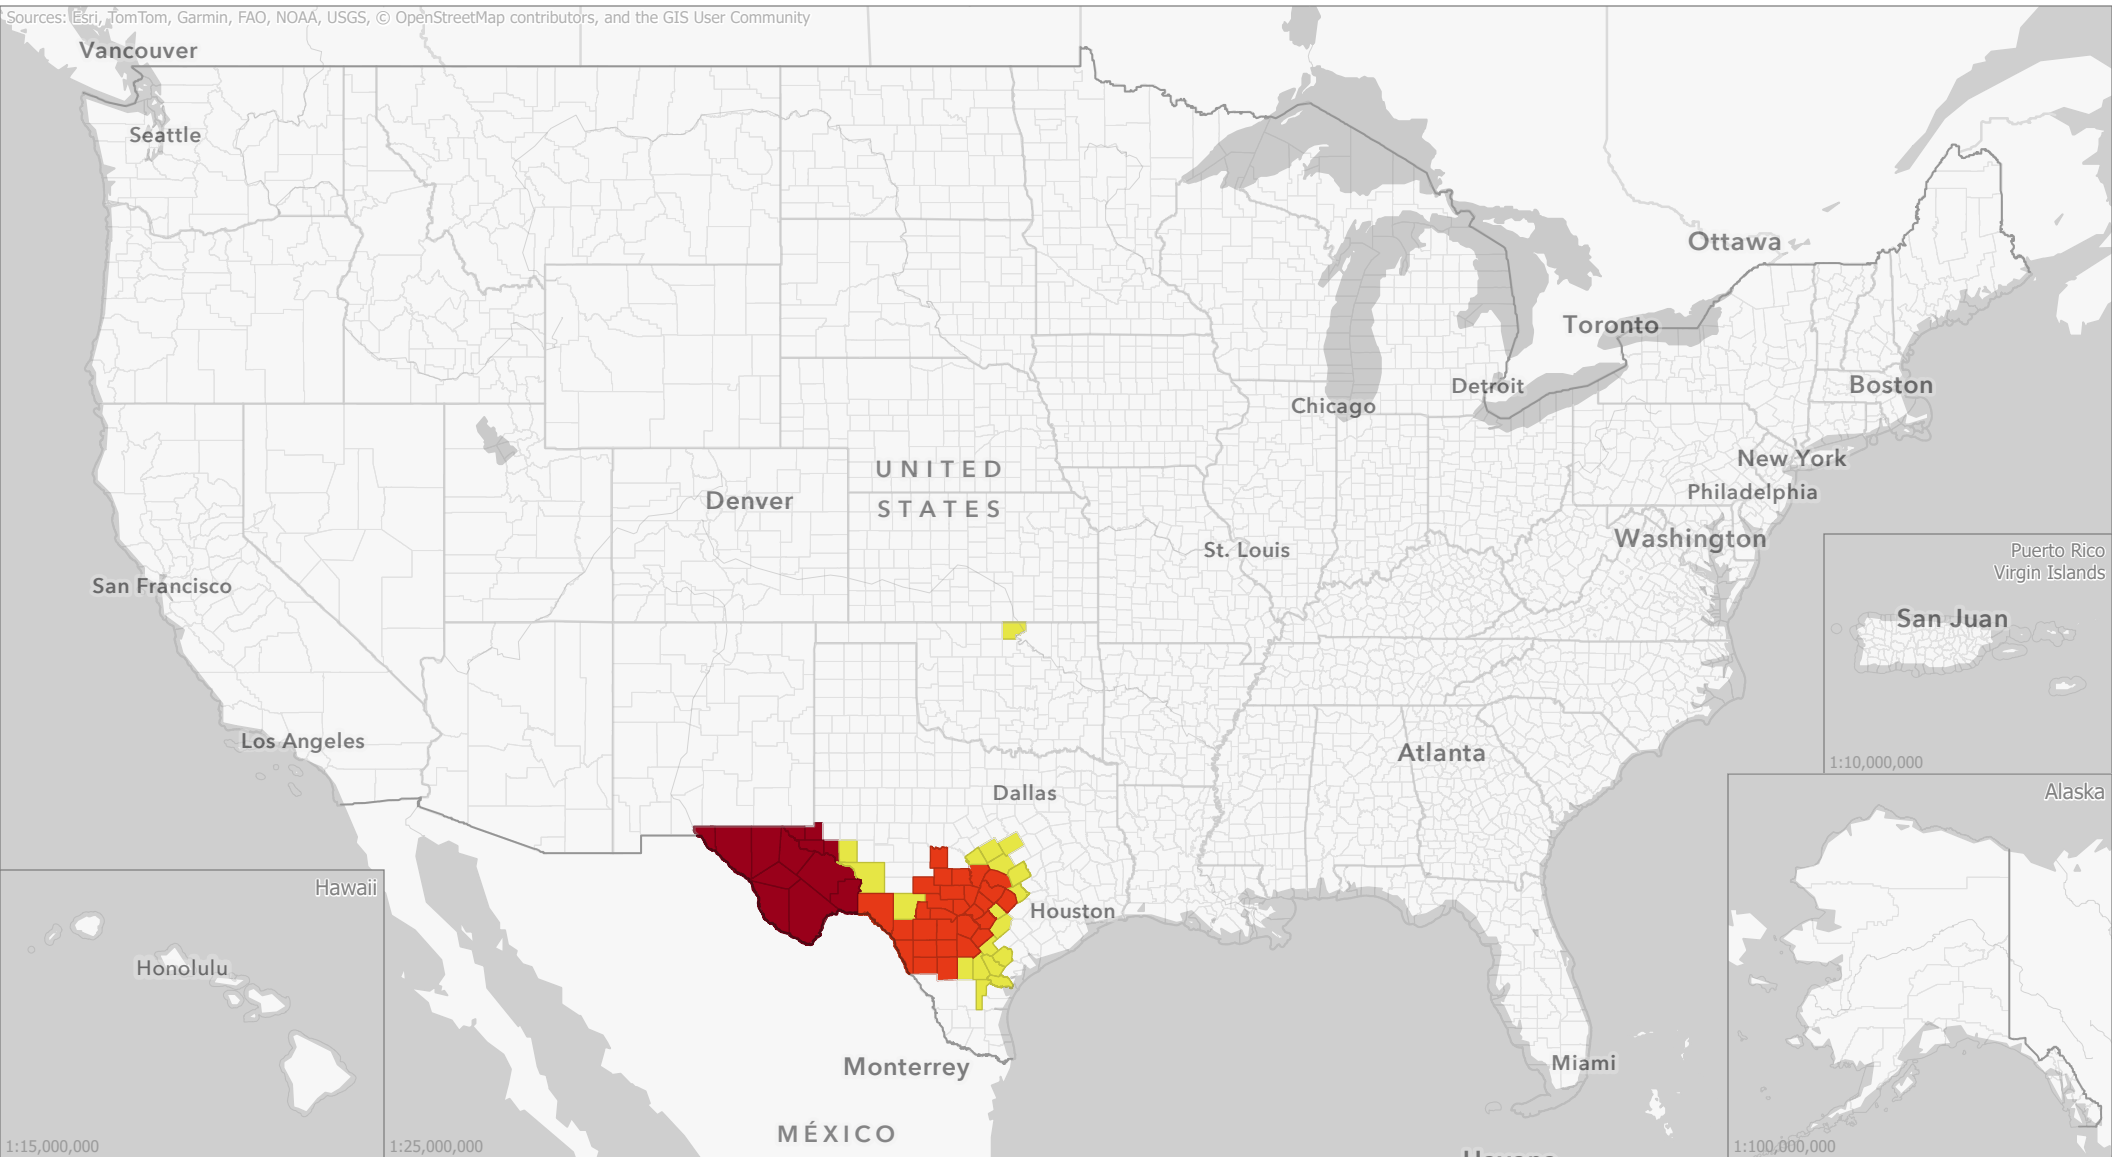 Sources: Esri, TomTom, Garmin, FAO, NOAA, USGS, © OpenStreetMap contributors, and the GIS User Community
Vancouver
Seattle
Ottawa
Toronto
Detroit
Boston
Chicago
New York
UNITED
Denver
Philadelphia
STATES
Washington
St. Louis
Puerto Rico
Virgin Islands
San Francisco
San Juan
Los Angeles
Atlanta
1:10,000,000
Dallas
Alaska
Hawaii
Houston
Honolulu
Monterrey
Miami
MÉXICO
1:15,000,000
1:25,000,000
1:100,000,000